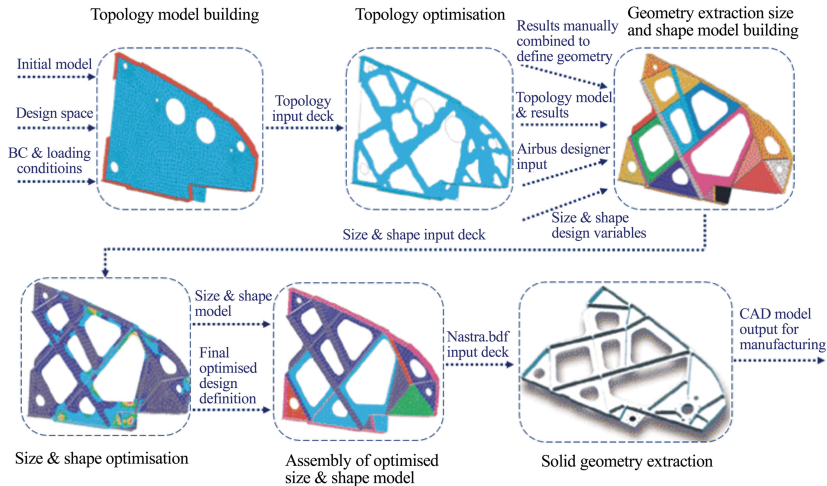 Topology model building
Topology optimisation
Results manually
combined to
define geometry
Geometry extraction size
and shape model building
Initial model
Design space
BC & loading
conditioins
Topology
input deck
Topology model
& results
Airbus designer
input
Size & shape
design variables
Size & shape input deck
Size & shape
model
Final
optimised
design
definition
Nastra.bdf
input deck
CAD model
output for
manufacturing
Size & shape optimisation
Assembly of optimised
size & shape model
Solid geometry extraction